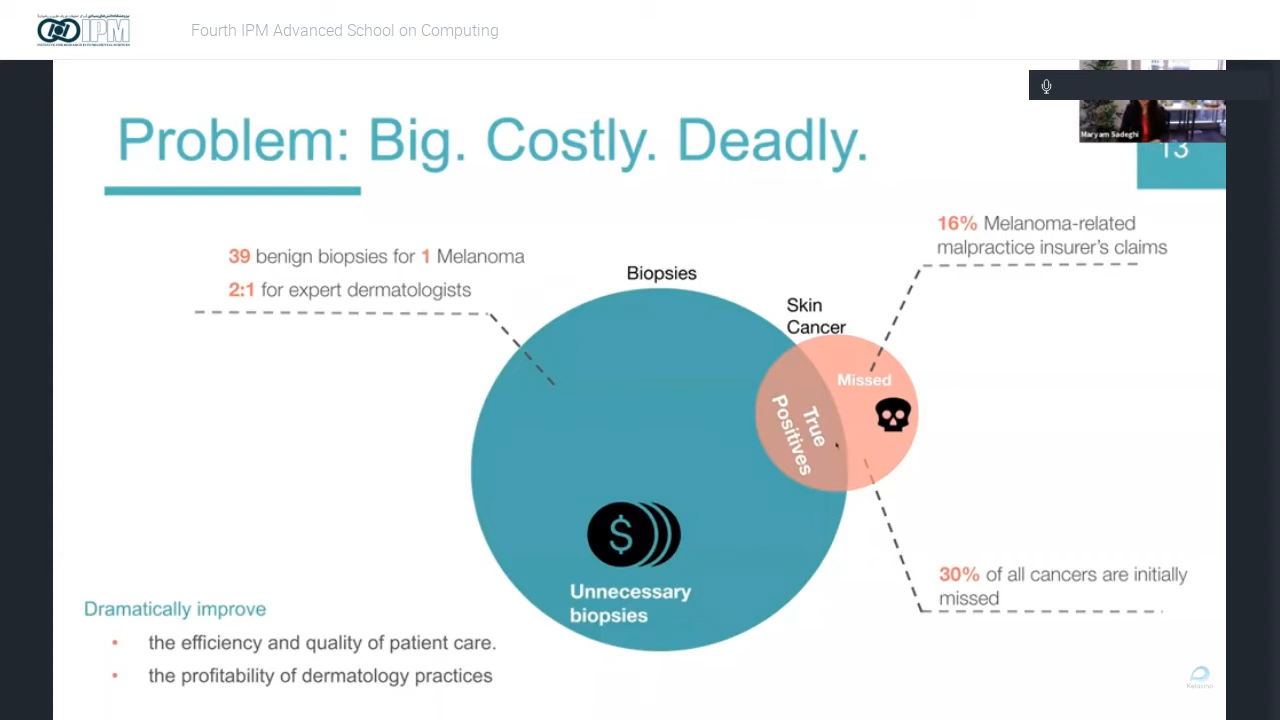 IPM
Fourth IPM Advanced School on Computing
Maryam Sadeghi
13
Problem: Big. Costly. Deadly.
39 benign biopsies for 1 Melanoma
2:1 for expert dermatologists
Biopsies
Skin
Cancer
16% Melanoma-related
malpractice insurer's claims
Missed
True
Positives
$
Unnecessary
biopsies
30% of all cancers are initially
missed
Dramatically improve
• the efficiency and quality of patient care.
• the profitability of dermatology practices